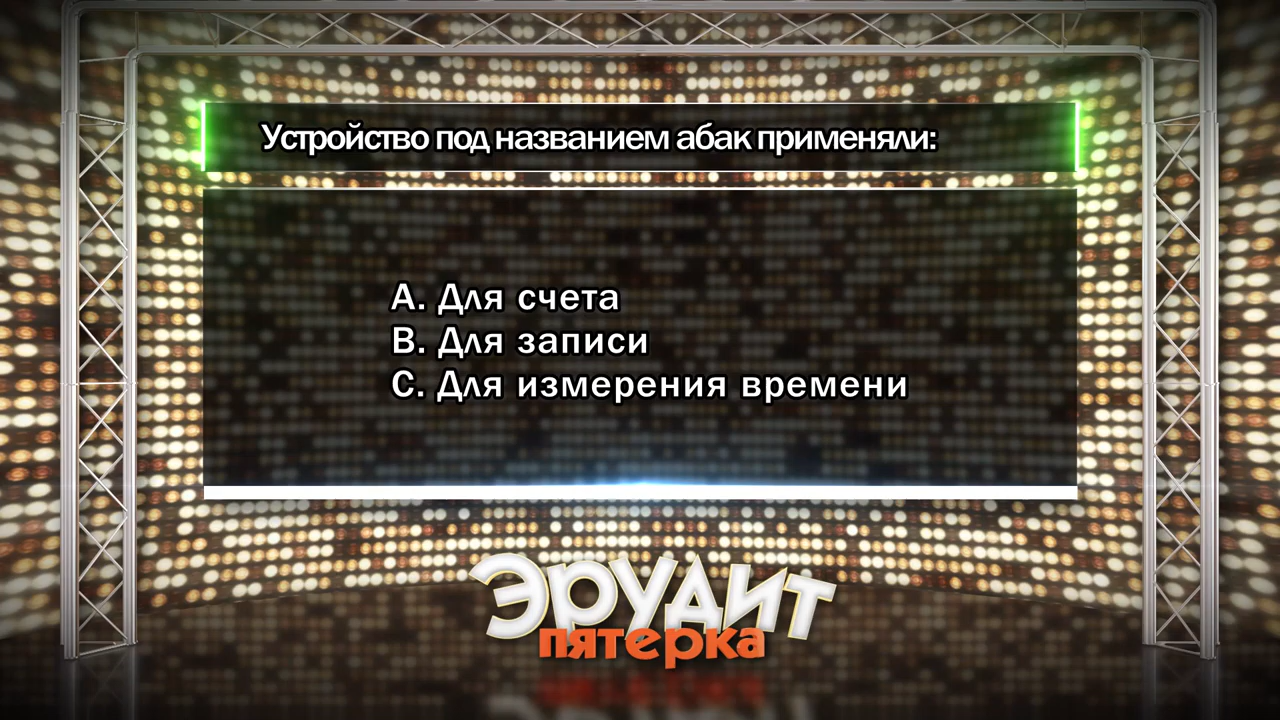 Устройство под названием абак применяли:
A. Для счета
B. Для записи
C. Для измерения времени
Эрудит
пятерка